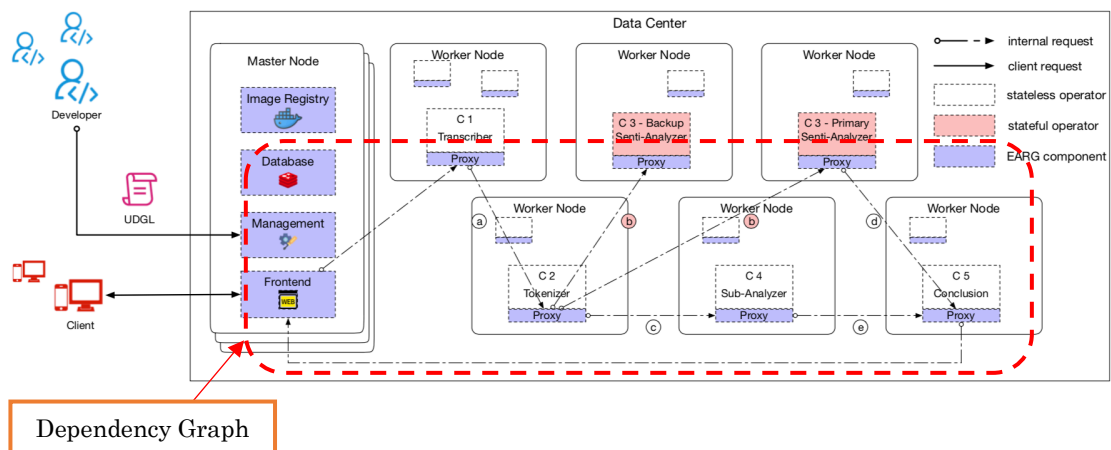 Data Center
Developer
UDGL
Client
Master Node
Image Registry
Database
Management
Frontend
WEB
Worker Node
C 1
Transcriber
Proxy
Worker Node
C 3 - Backup
Senti-Analyzer
Proxy
Worker Node
C 3 - Primary
Senti-Analyzer
Proxy
internal request
client request
stateless operator
stateful operator
EARG component
a
b
b
d
Worker Node
C 2
Tokenizer
Proxy
c
Worker Node
C 4
Sub-Analyzer
Proxy
e
Worker Node
C 5
Conclusion
Proxy
Dependency Graph